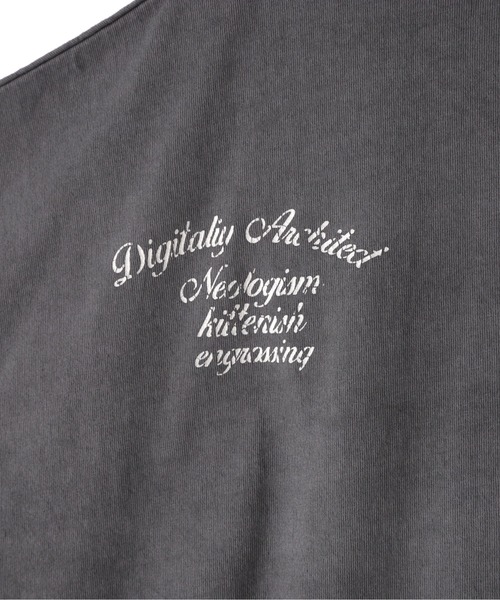 Digitaliy Architect
Neologism
kittenish
engrossing